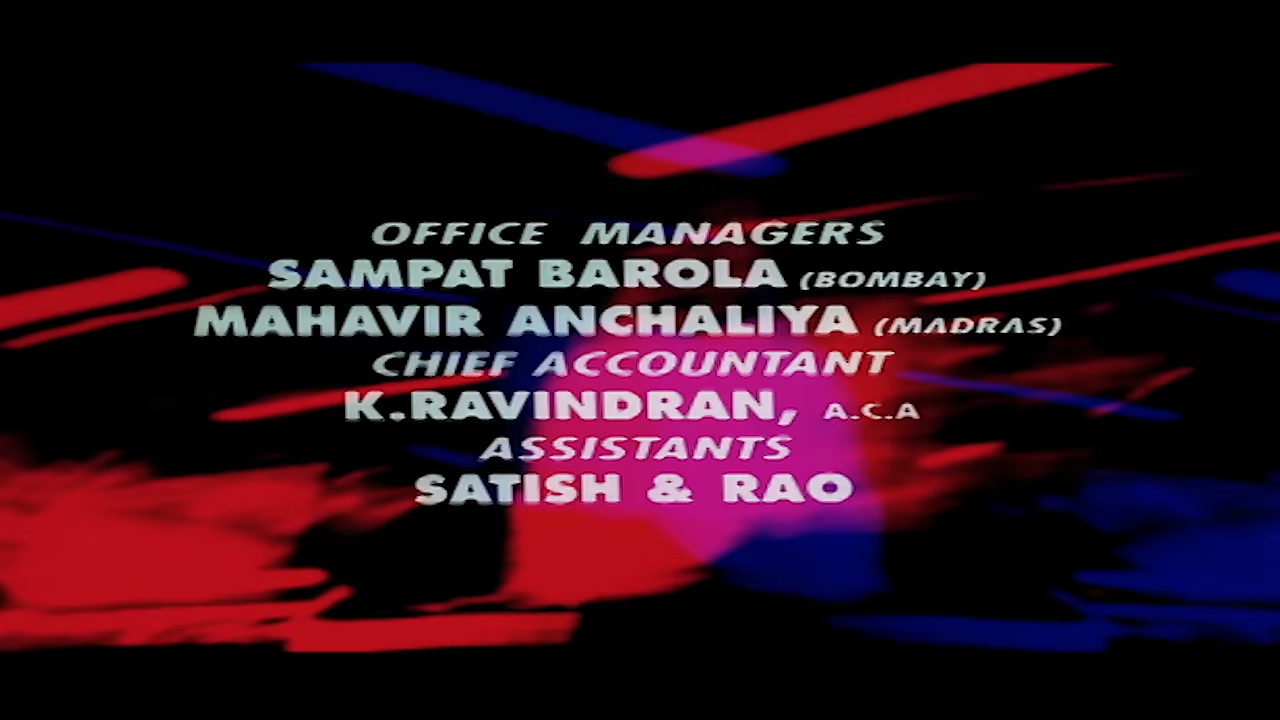 OFFICE MANAGERS
SAMPAT BAROLA (BOMBAY)
MAHAVIR ANCHALIYA (MADRAS)
CHIEF ACCOUNTANT
K.RAVINDRAN, A.C.A
ASSISTANTS
SATISH & RAO